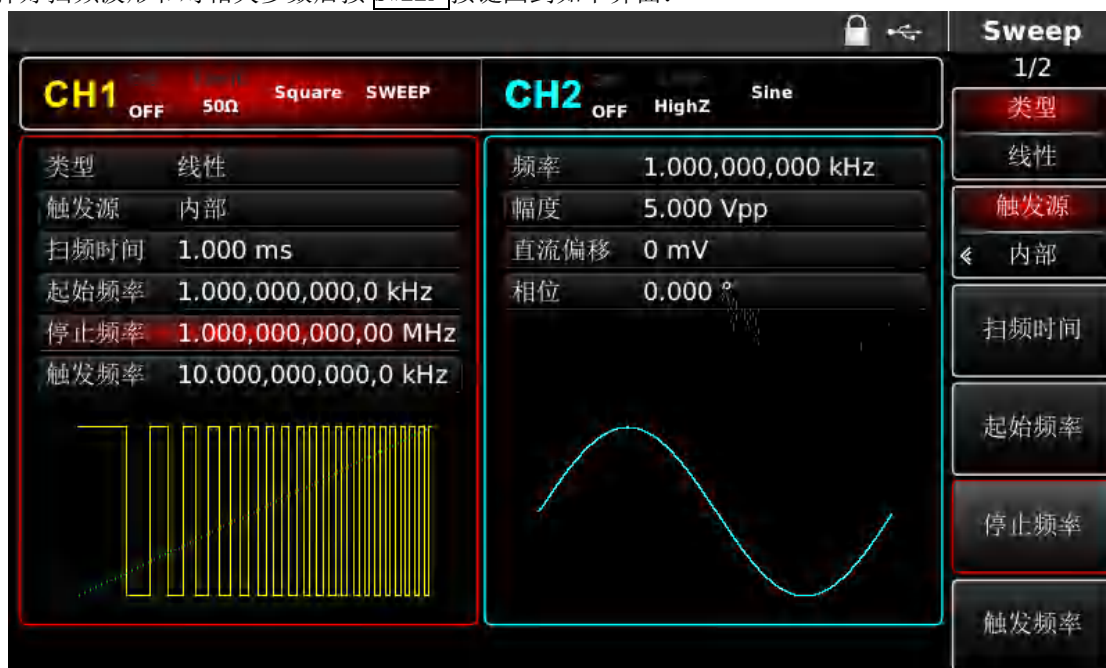 Sweep
1/2
CH1 OFF 50Ω Square SWEEP
CH2 OFF HighZ Sine
类型 线性
触发源 内部
扫频时间 1.000 ms
起始频率 1.000,000,000,0 kHz
停止频率 1.000,000,000,00 MHz
触发频率 10.000,000,000,0 kHz
频率 1.000,000,000 kHz
幅度 5.000 Vpp
直流偏移 0 mV
相位 0.000 °
类型
线性
触发源
« 内部
扫频时间
起始频率
停止频率
触发频率